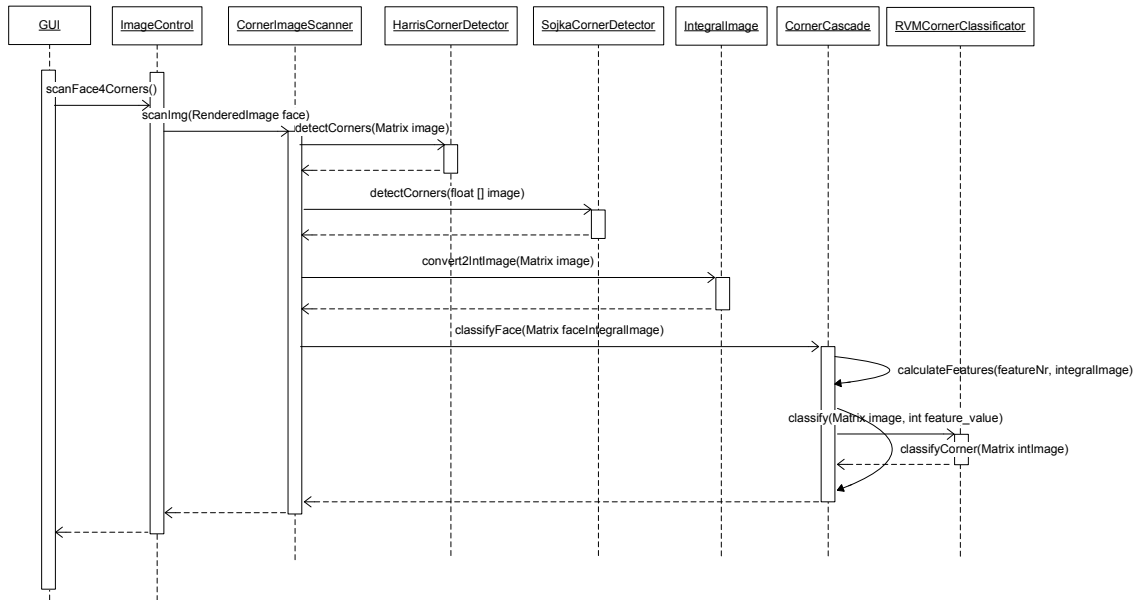 GUI
ImageControl
CornerImageScanner
HarrisCornerDetector
SojkaCornerDetector
IntegralImage
CornerCascade
RVMCornerClassificator
scanFace4Corners()
scanImg(RenderedImage face)
detectCorners(Matrix image)
detectCorners(float [] image)
convert2IntImage(Matrix image)
classifyFace(Matrix faceIntegralImage)
calculateFeatures(featureNr, integralImage)
classify(Matrix image, int feature_value)
classifyCorner(Matrix intImage)